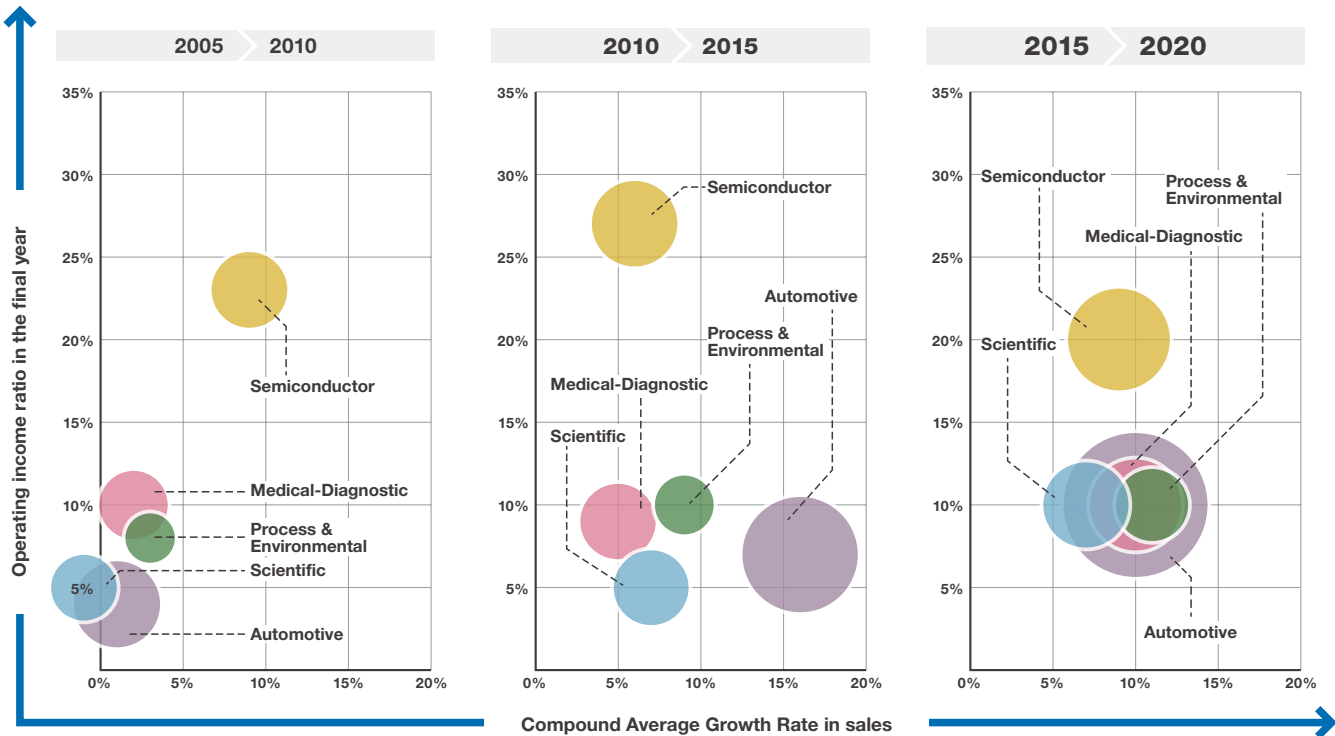 2005 2010
35%
30%
25%
20%
15%
10%
5%
0% 5% 10% 15% 20%
Semiconductor
Medical-Diagnostic
Process &
Environmental
Scientific
Automotive
2010 2015
35%
30%
25%
20%
15%
10%
5%
0% 5% 10% 15% 20%
Semiconductor
Automotive
Process &
Environmental
Medical-Diagnostic
Scientific
2015 2020
35%
30%
25%
20%
15%
10%
5%
0% 5% 10% 15% 20%
Semiconductor
Process &
Environmental
Medical-Diagnostic
Scientific
Automotive
Operating income ratio in the final year
Compound Average Growth Rate in sales